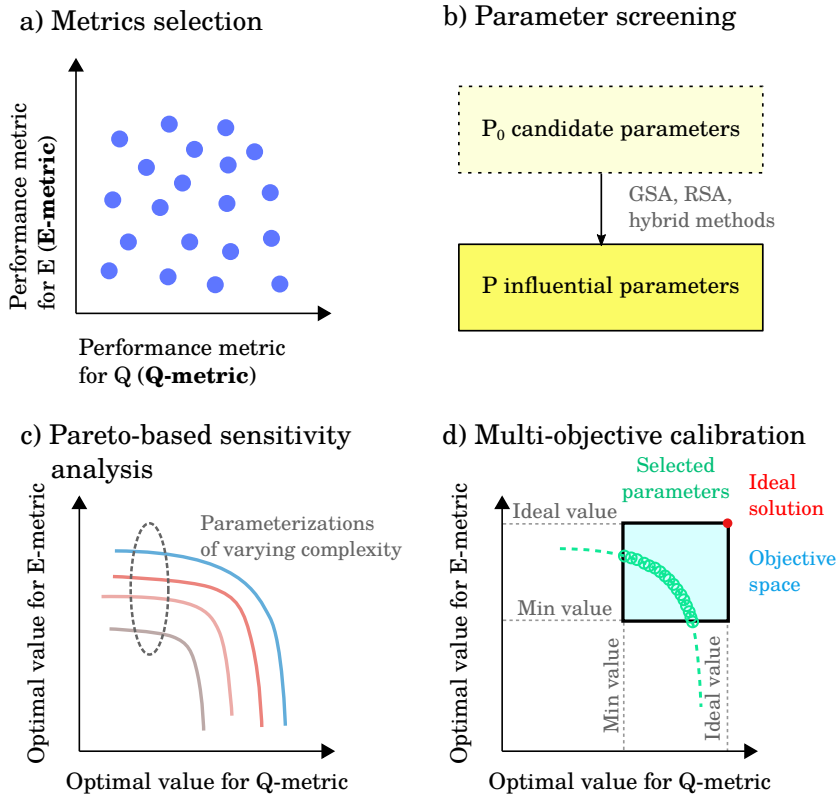 a) Metrics selection
Performance metric
for E (E-metric)
Performance metric
for Q (Q-metric)
b) Parameter screening
P0 candidate parameters
GSA, RSA,
hybrid methods
P influential parameters
c) Pareto-based sensitivity
analysis
Optimal value for E-metric
Parameterizations
of varying complexity
Optimal value for Q-metric
d) Multi-objective calibration
Selected
parameters
Ideal
solution
Ideal value
Objective
space
Min value
Optimal value for E-metric
Min value
Ideal value
Optimal value for Q-metric